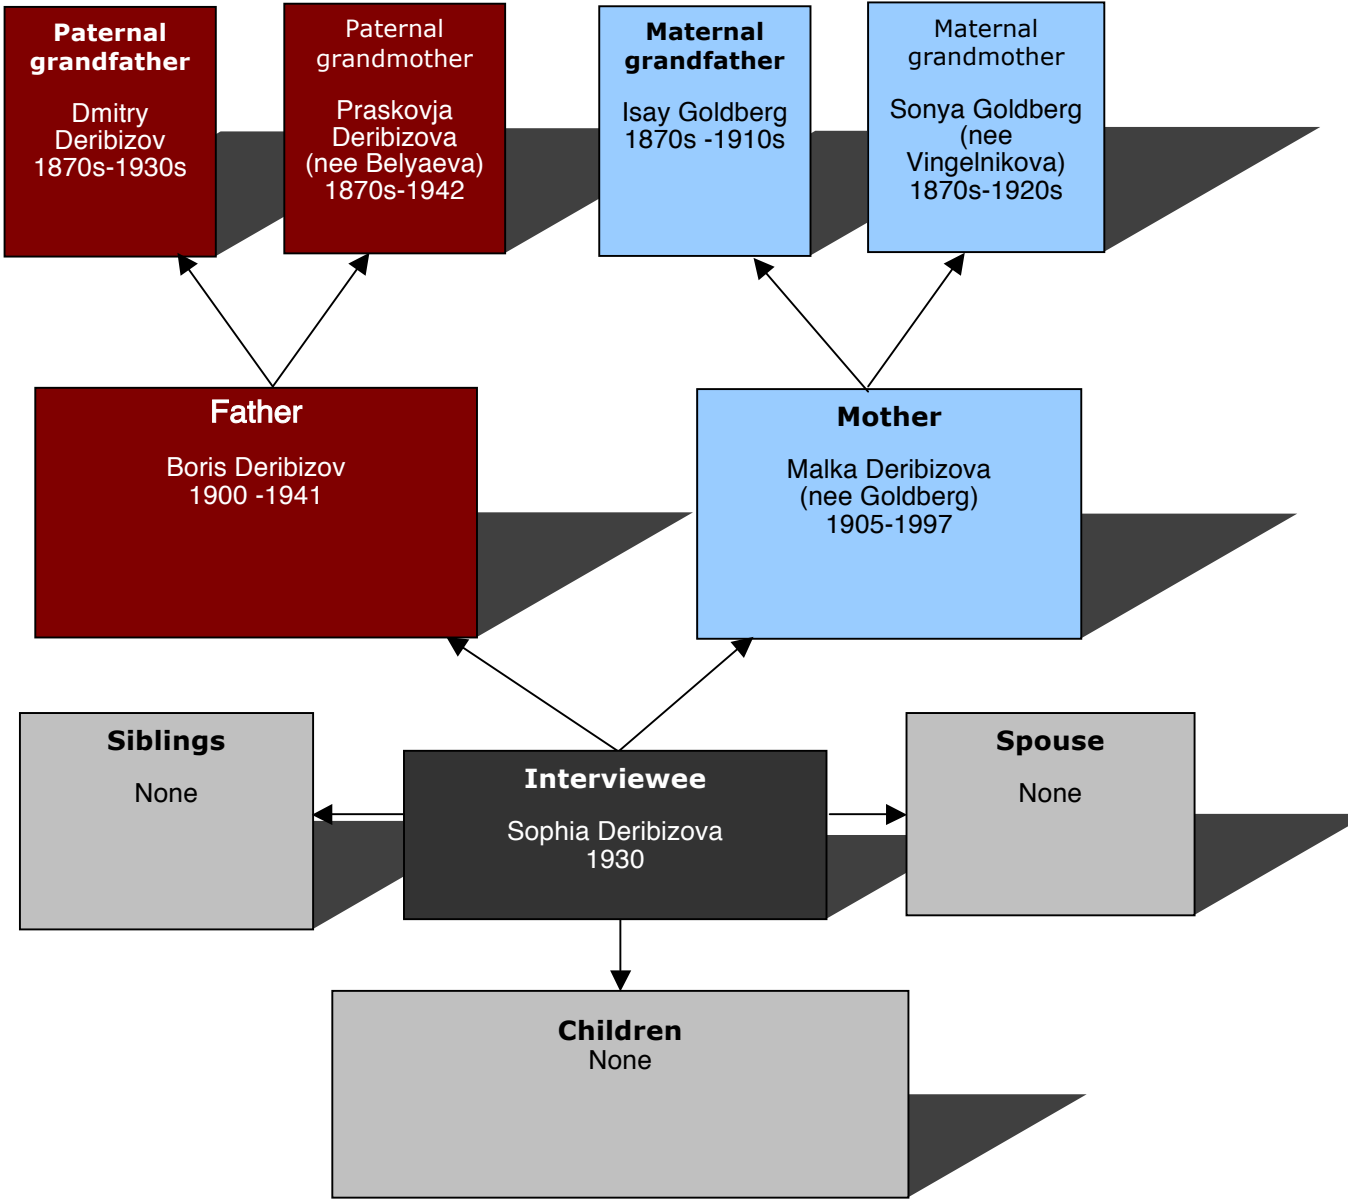 Paternal
grandfather
Dmitry
Deribizov
1870s-1930s
Paternal
grandmother
Praskovja
Deribizova
(nee Belyaeva)
1870s-1942
Maternal
grandfather
Isay Goldberg
1870s -1910s
Maternal
grandmother
Sonya Goldberg
(nee
Vingelnikova)
1870s-1920s
Father
Boris Deribizov
1900 -1941
Mother
Malka Deribizova
(nee Goldberg)
1905-1997
Siblings
None
Interviewee
Sophia Deribizova
1930
Spouse
None
Children
None